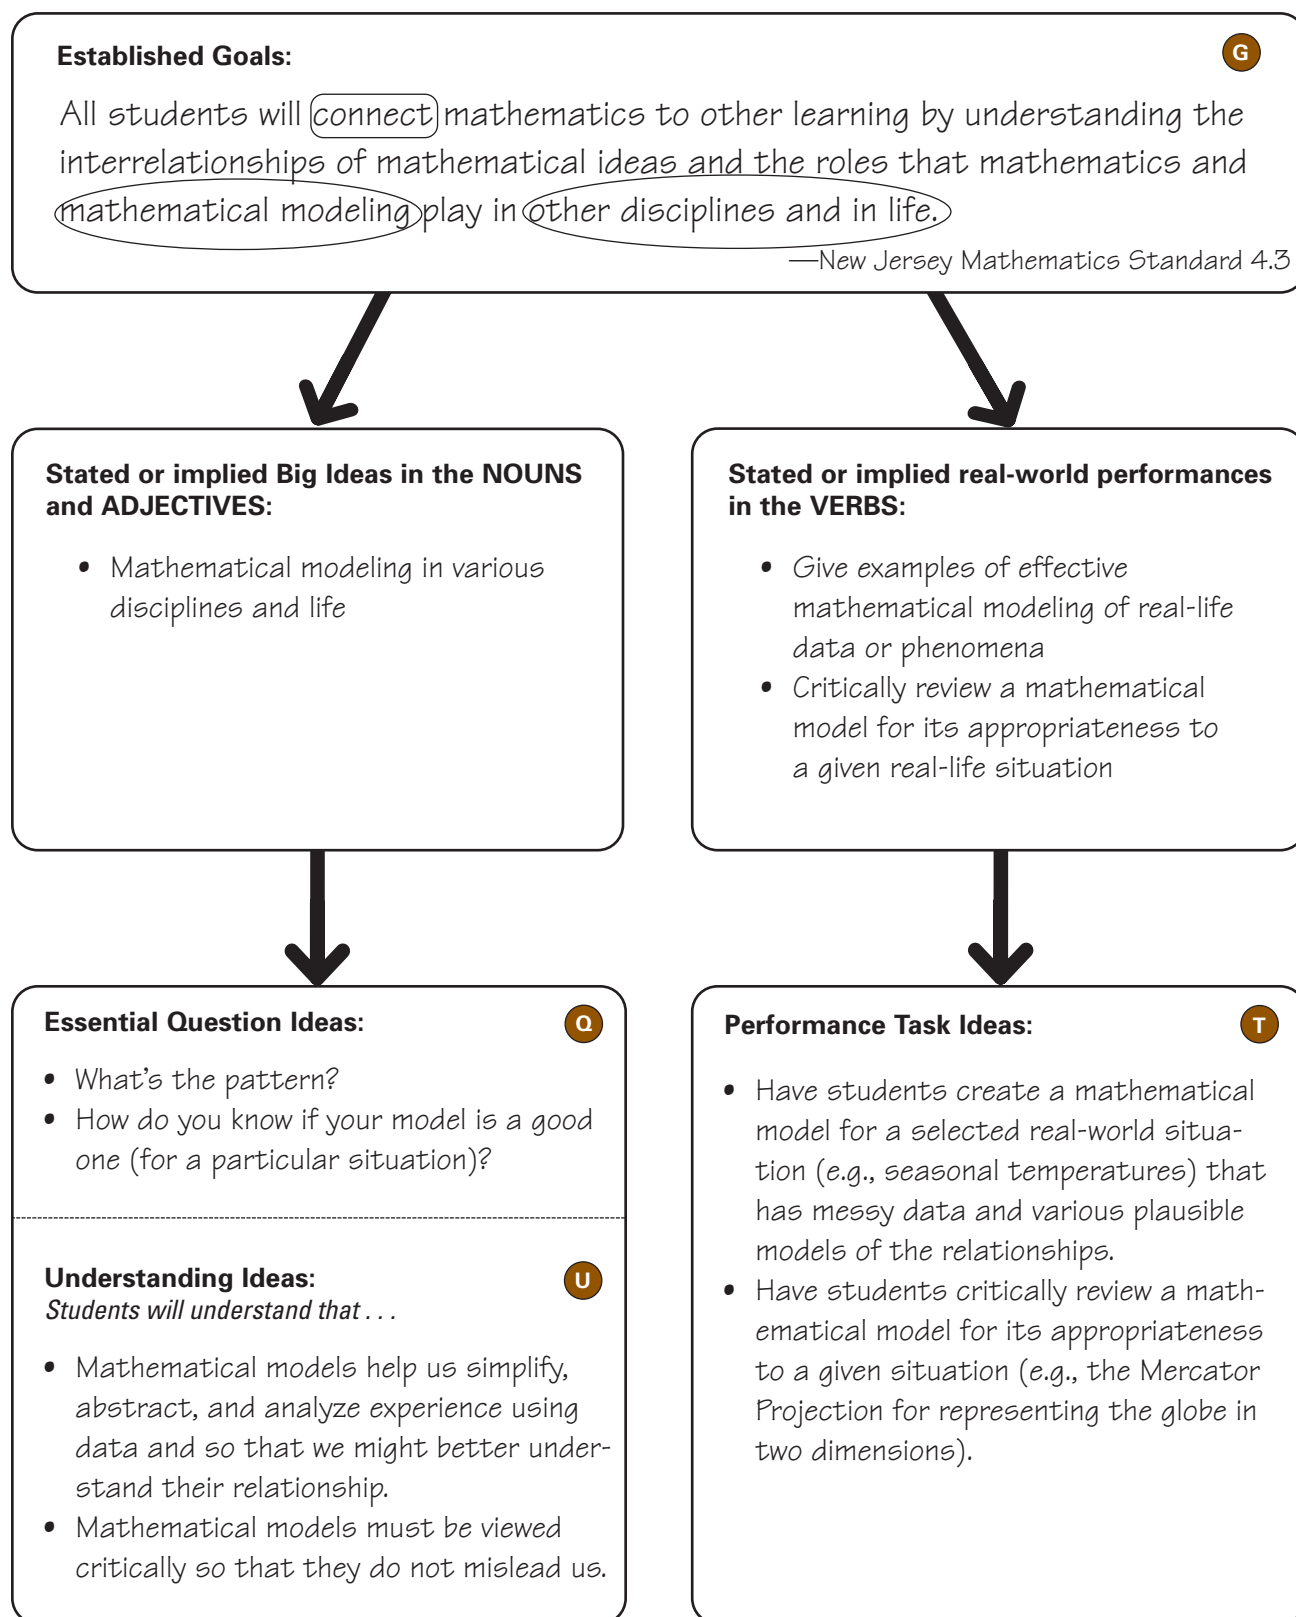 Established Goals:
G
All students will connect mathematics to other learning by understanding the
interrelationships of mathematical ideas and the roles that mathematics and
mathematical modeling play in other disciplines and in life.
—New Jersey Mathematics Standard 4.3
Stated or implied Big Ideas in the NOUNS
and ADJECTIVES:
• Mathematical modeling in various
disciplines and life
Stated or implied real-world performances
in the VERBS:
• Give examples of effective
mathematical modeling of real-life
data or phenomena
• Critically review a mathematical
model for its appropriateness to
a given real-life situation
Essential Question Ideas:
Q
• What's the pattern?
• How do you know if your model is a good
one (for a particular situation)?
Understanding Ideas:
U
Students will understand that . . .
• Mathematical models help us simplify,
abstract, and analyze experience using
data and so that we might better under-
stand their relationship.
• Mathematical models must be viewed
critically so that they do not mislead us.
Performance Task Ideas:
T
• Have students create a mathematical
model for a selected real-world situa-
tion (e.g., seasonal temperatures) that
has messy data and various plausible
models of the relationships.
• Have students critically review a math-
ematical model for its appropriateness
to a given situation (e.g., the Mercator
Projection for representing the globe in
two dimensions).